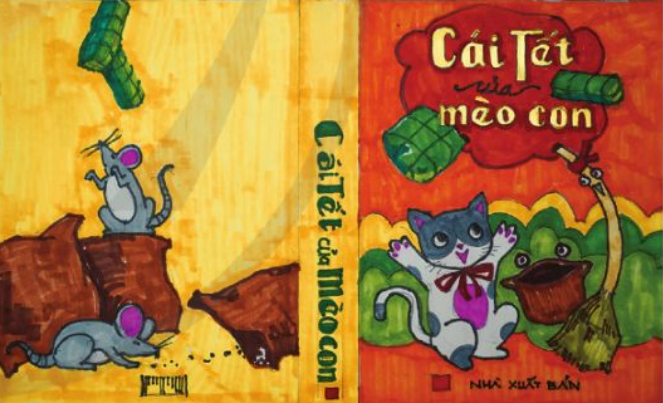 Cái Tết
của
mèo con
Cái Tết của Mèo con
NHÀ XUẤT BẢN